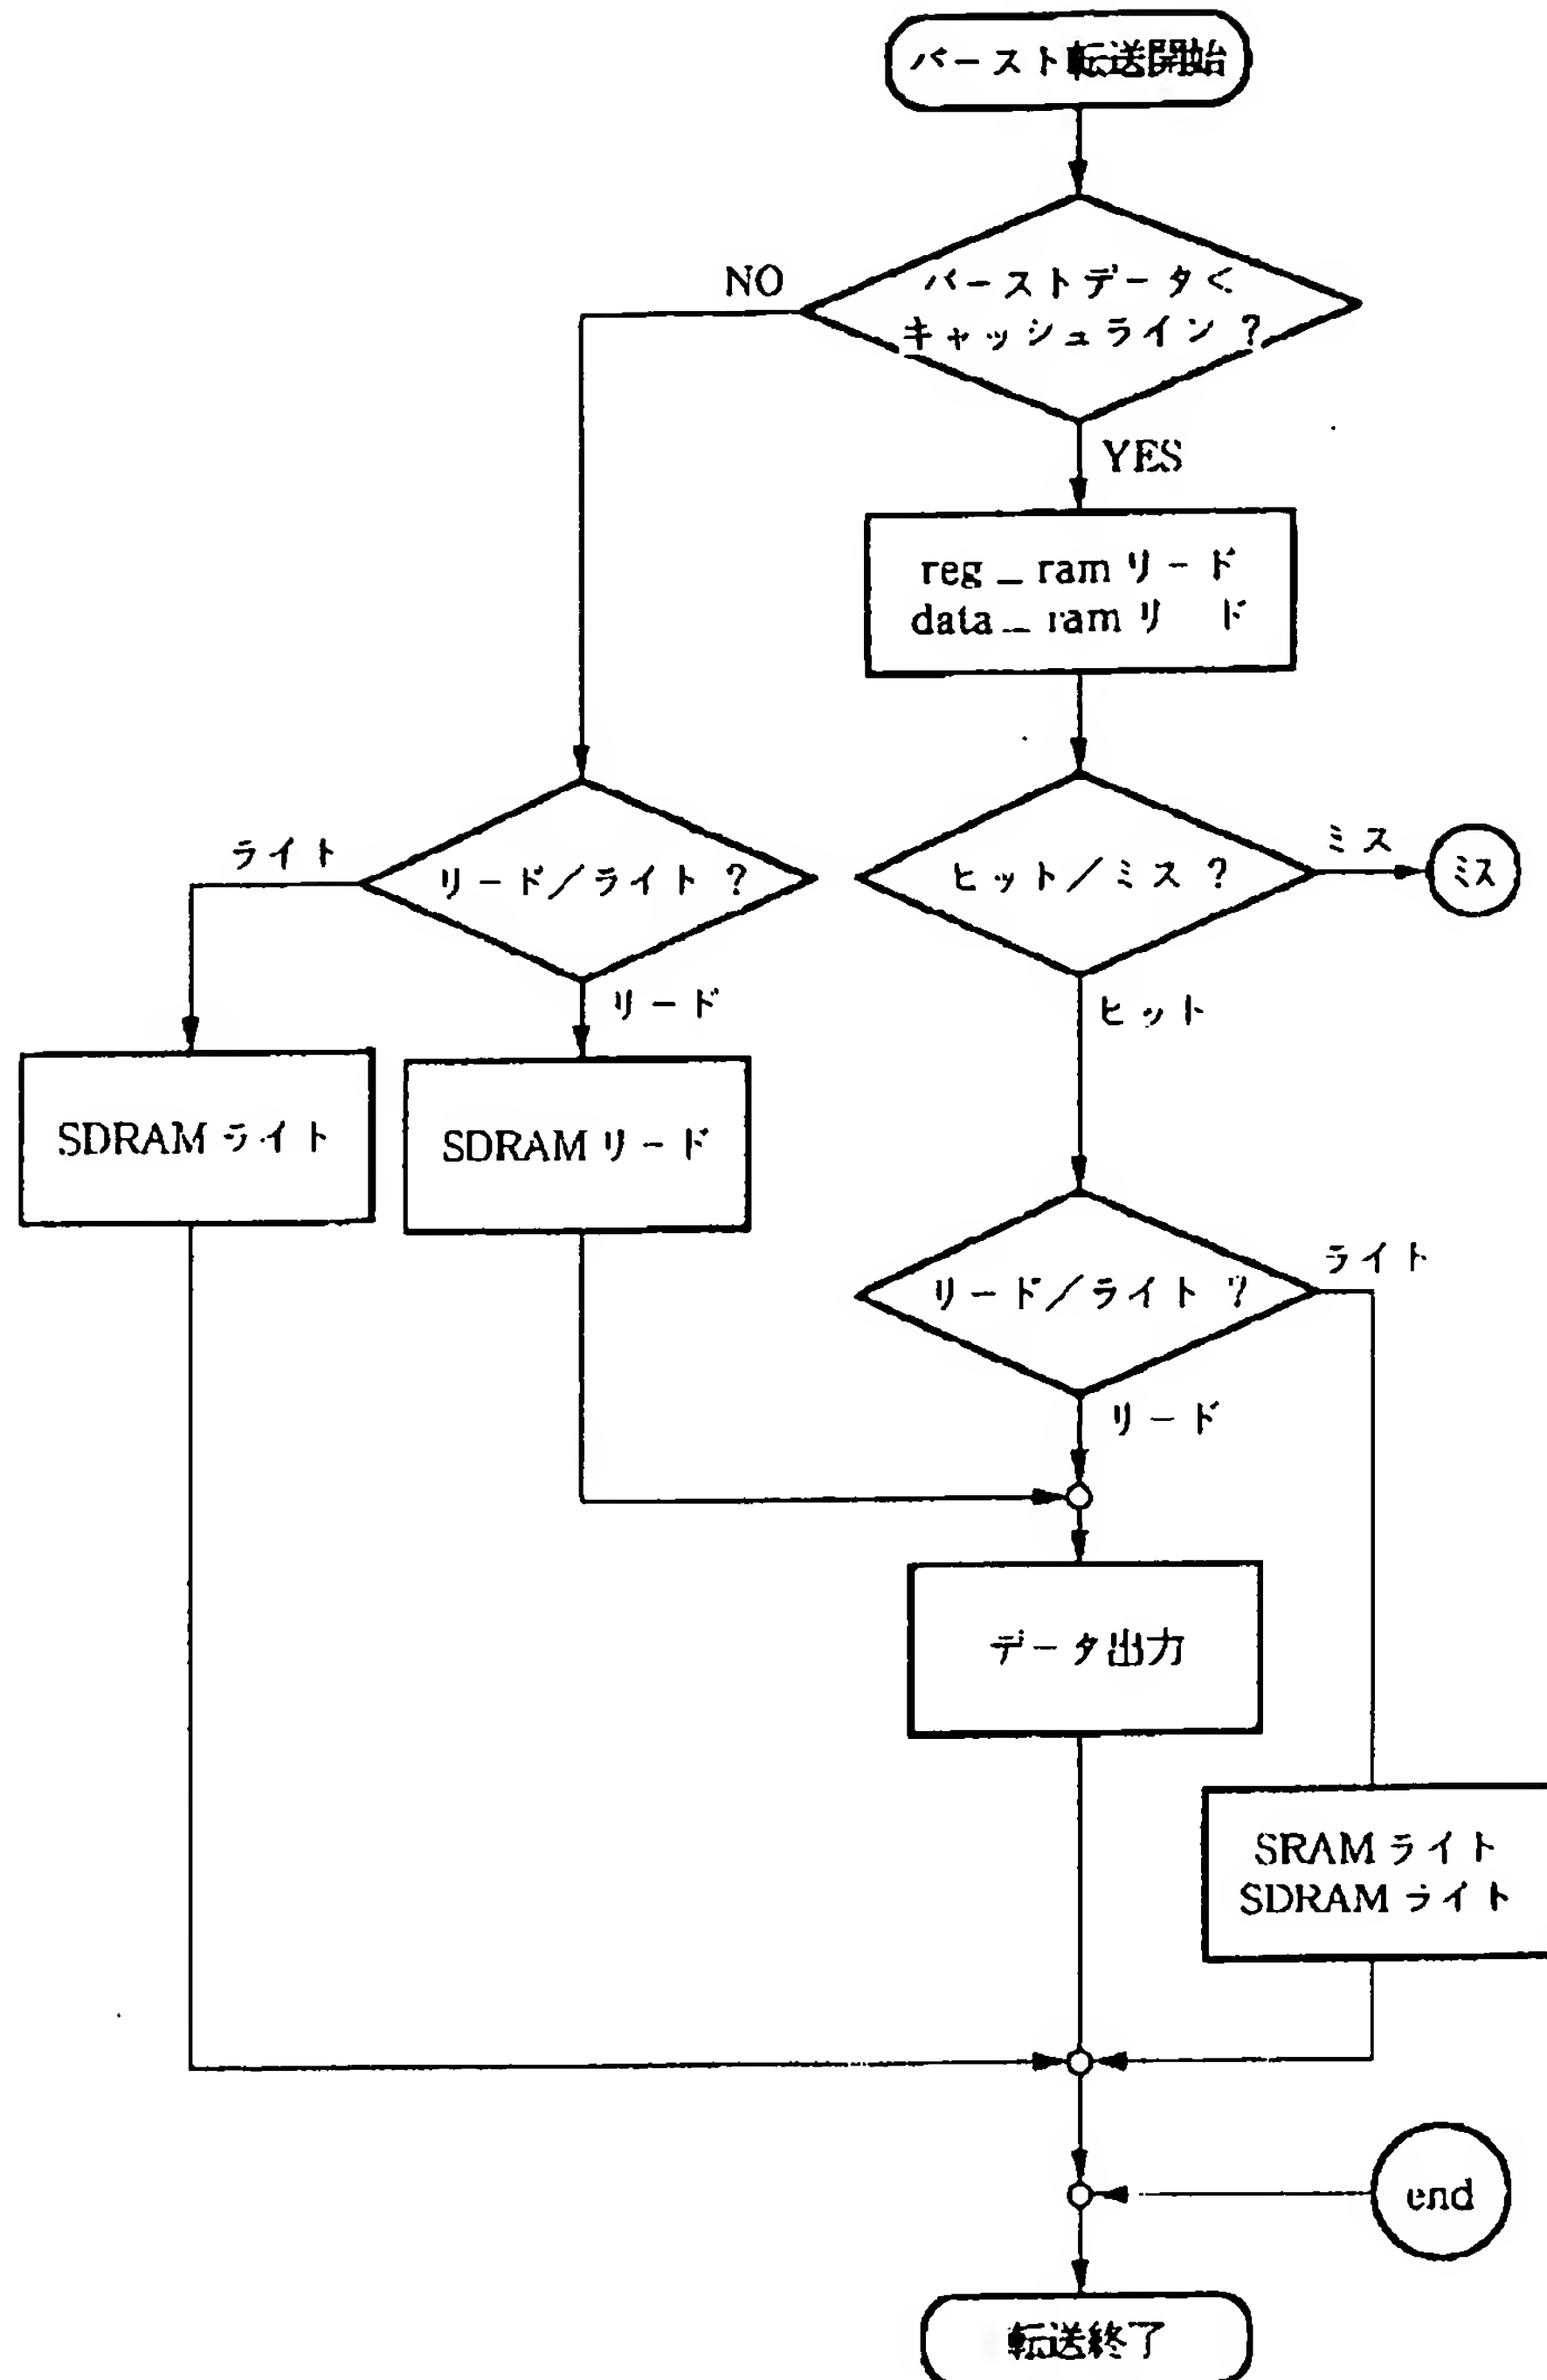 バースト転送開始
NO
バーストデータ<
キャッシュライン?
YES
reg_ramリード
data_ramリード
ライト
リード/ライト?
ヒット/ミス?
ミス
ミス
リード
ヒット
SDRAMライト
SDRAMリード
リード/ライト?
ライト
リード
データ出力
SRAMライト
SDRAMライト
end
転送終了